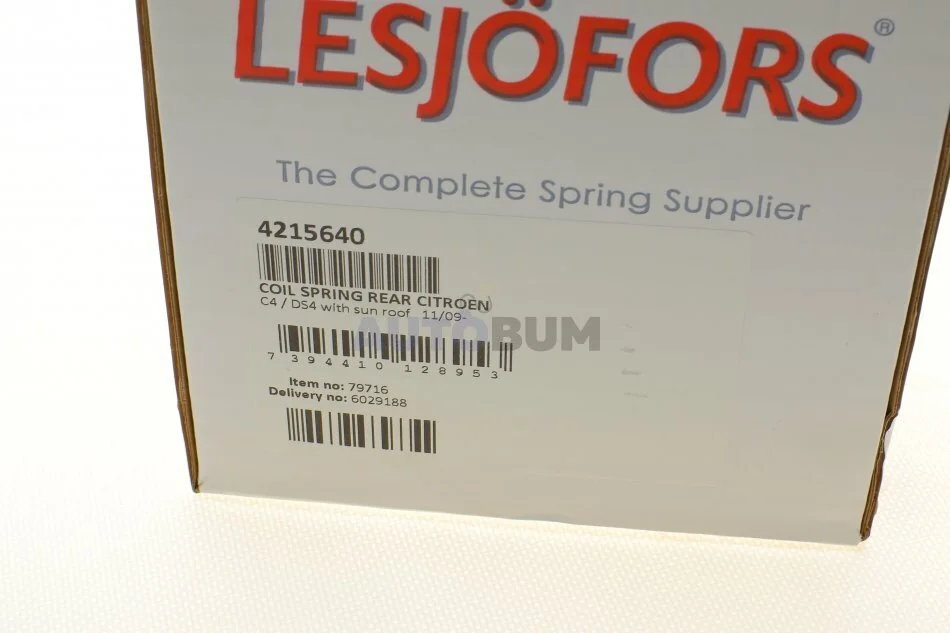 LESJÖFORS®
The Complete Spring Supplier
4215640
COIL SPRING REAR CITROEN
C4 / DS4 with sun roof 11/09-
AUTOBUM
7 394410 128953
Item no: 79716
Delivery no: 6029188